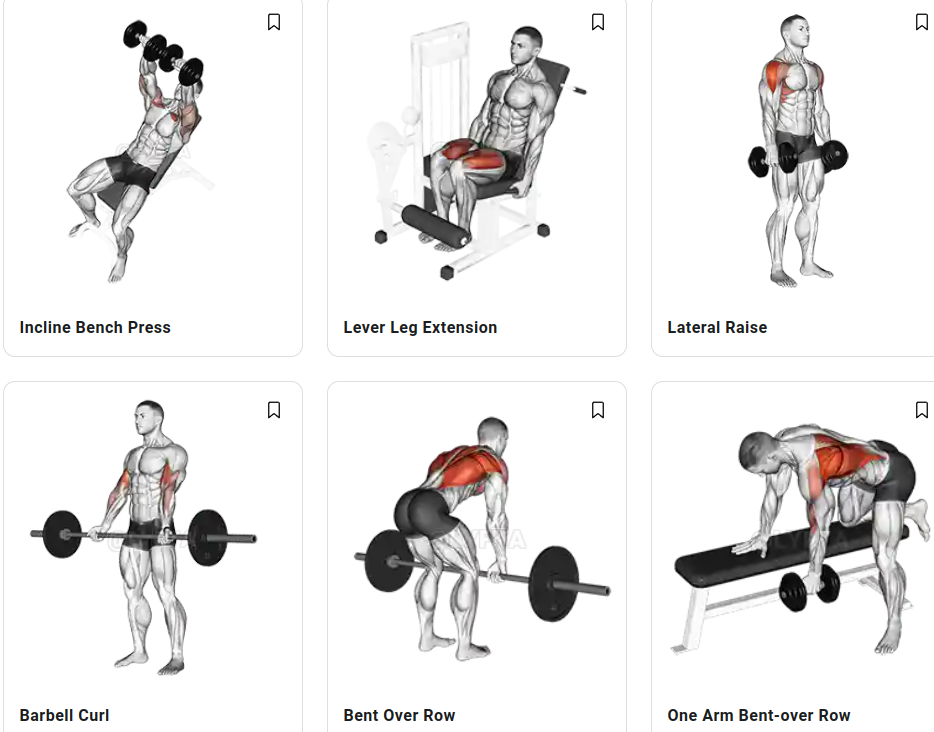 Incline Bench Press
Lever Leg Extension
Lateral Raise
Barbell Curl
Bent Over Row
One Arm Bent-over Row